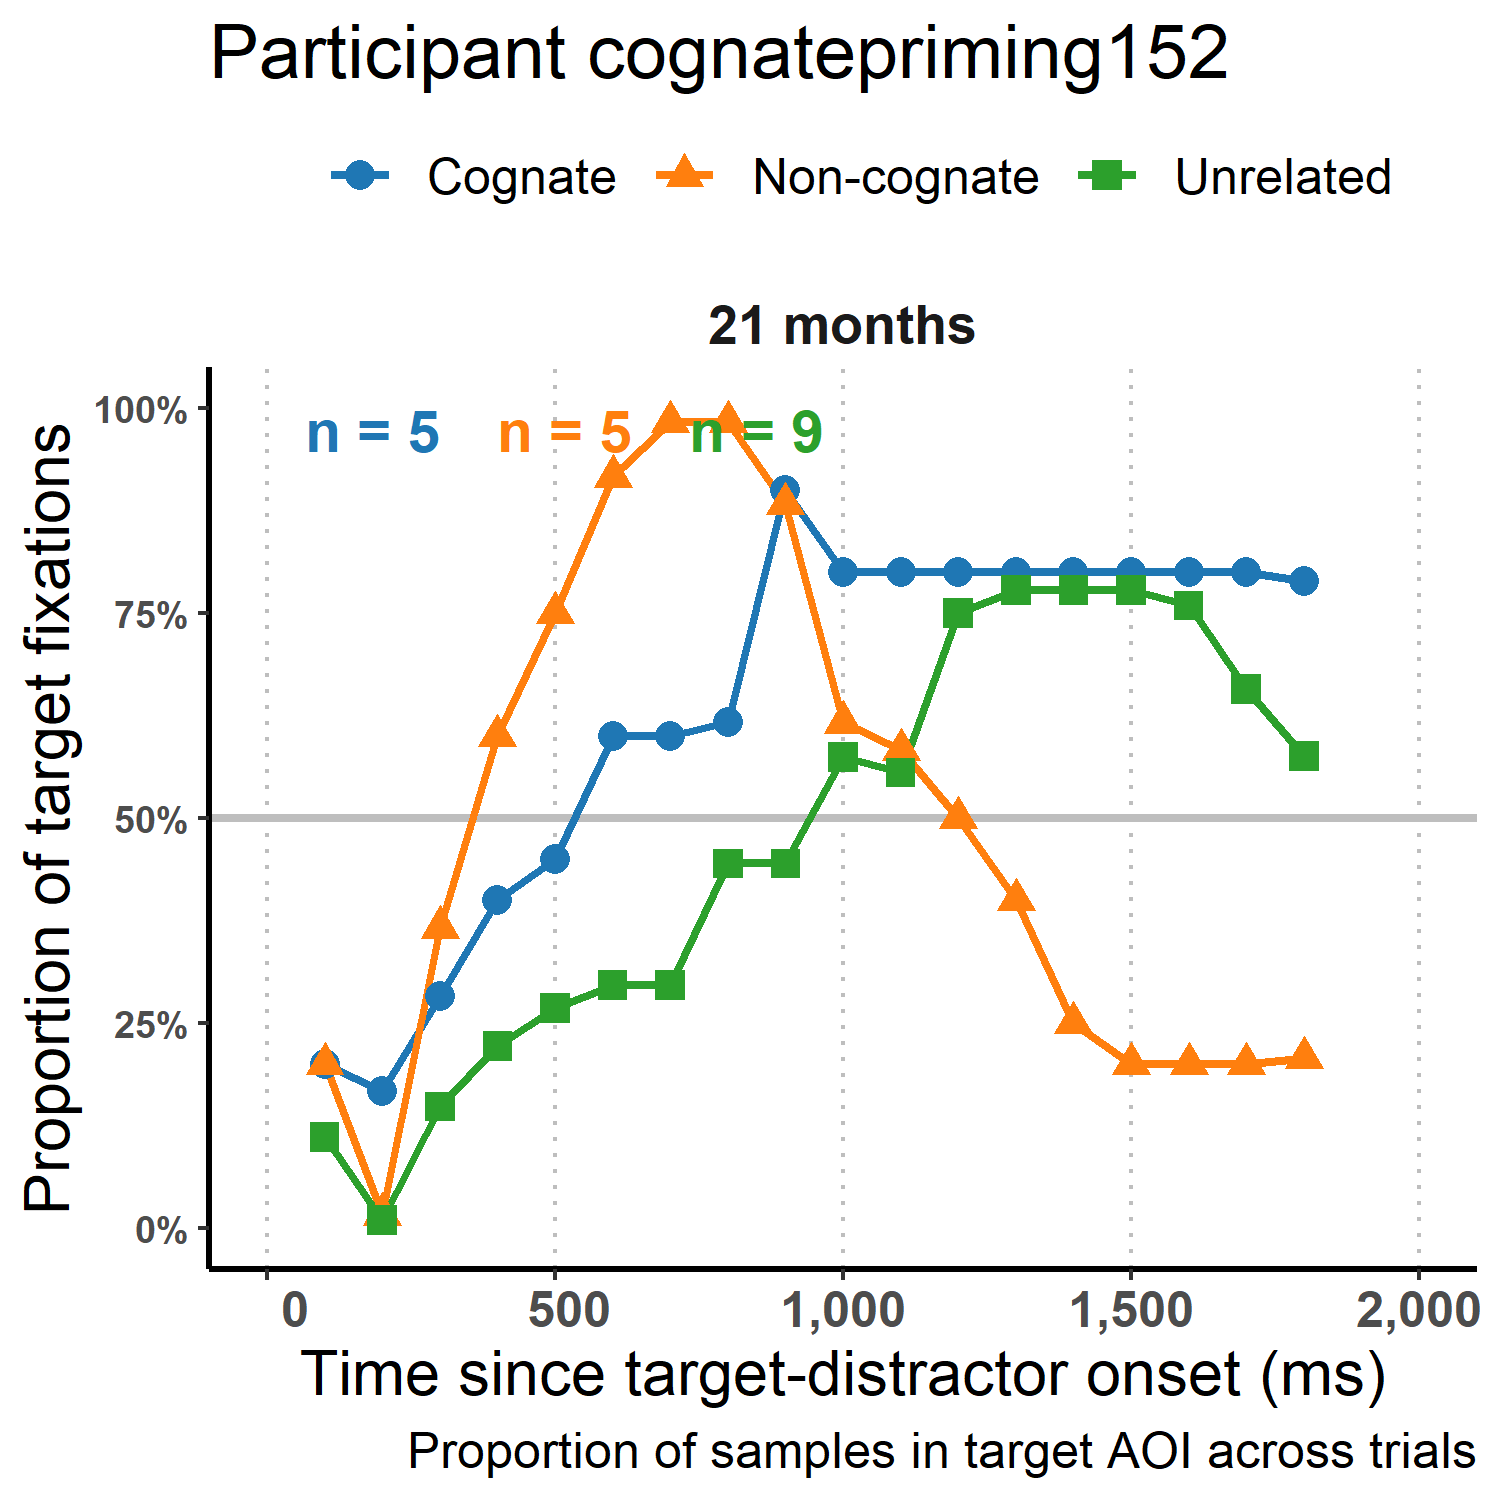 Participant cognatepriming152
Cognate Non-cognate Unrelated
21 months
n = 5 n = 5 n = 9
100%
75%
50%
25%
0%
Proportion of target fixations
0 500 1,000 1,500 2,000
Time since target-distractor onset (ms)
Proportion of samples in target AOI across trials